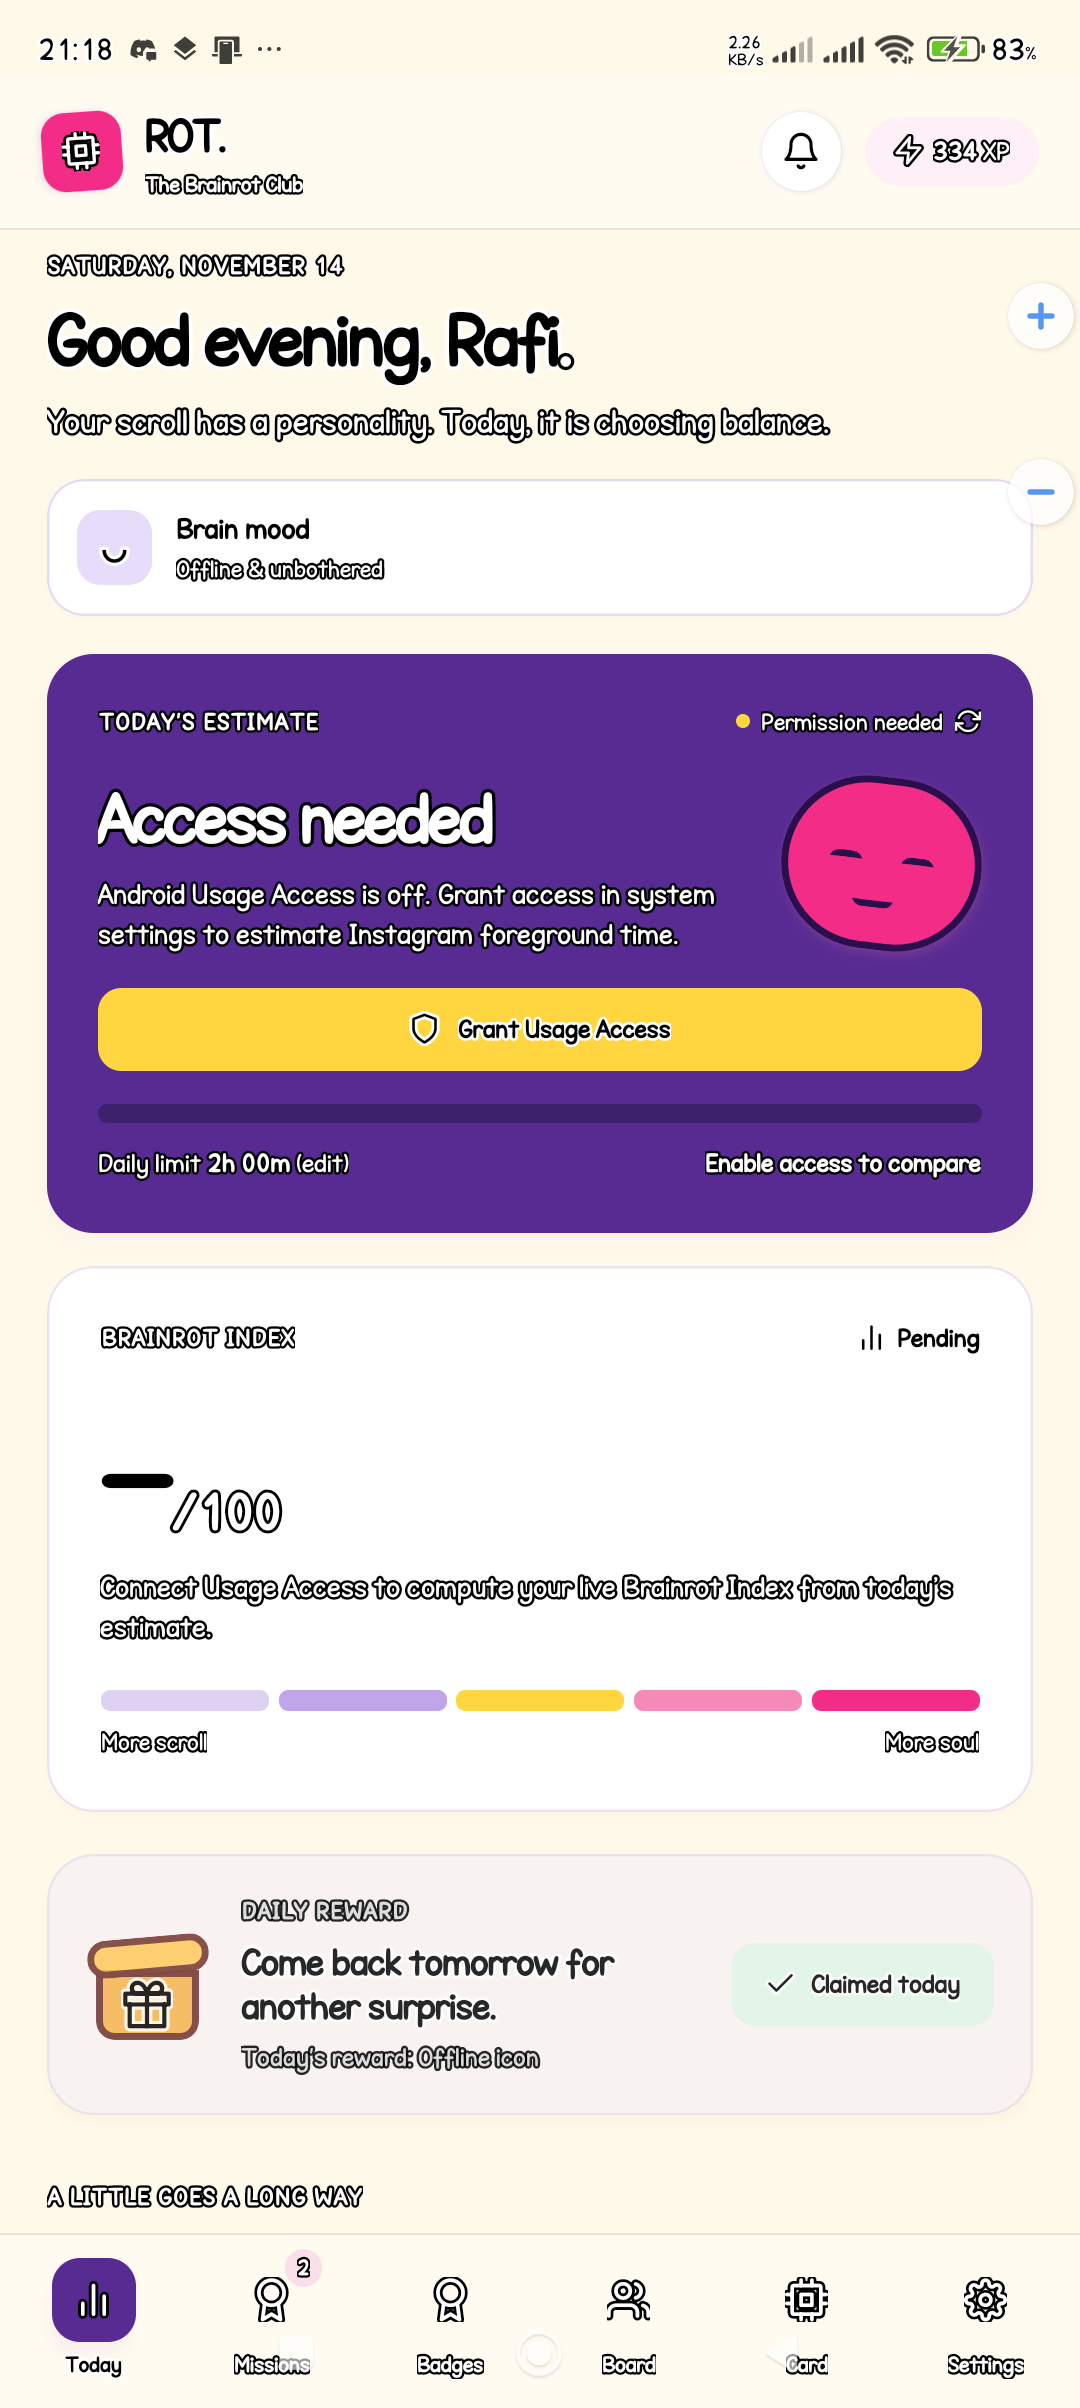 21:18
2.26
KB/s
83%
ROT.
The Brainrot Club
334 XP
SATURDAY, NOVEMBER 14
Good evening, Rafi.
Your scroll has a personality. Today, it is choosing balance.
Brain mood
Offline & unbothered
TODAY'S ESTIMATE
Permission needed
Access needed
Android Usage Access is off. Grant access in system
settings to estimate Instagram foreground time.
Grant Usage Access
Daily limit 2h 00m (edit)
Enable access to compare
BRAINROT INDEX
Pending
—/100
Connect Usage Access to compute your live Brainrot Index from today's
estimate.
More scroll
More soul
DAILY REWARD
Come back tomorrow for
another surprise.
Claimed today
Today's reward: Offline icon
A LITTLE GOES A LONG WAY
2
Today
Missions
Badges
Board
Card
Settings